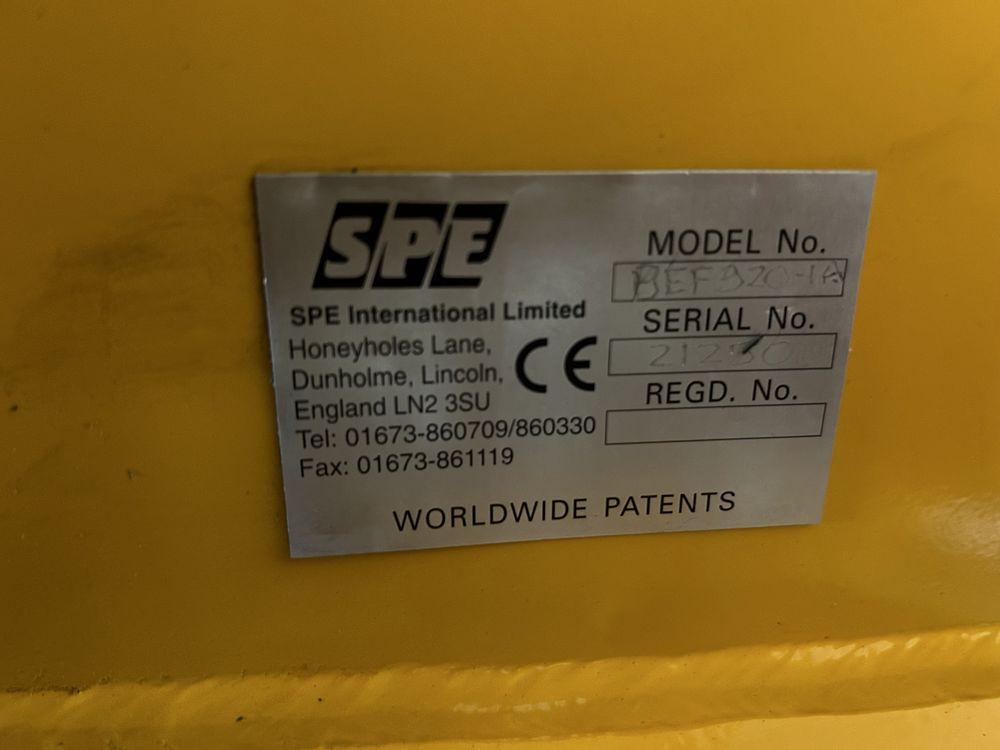 SPE
SPE International Limited
Honeyholes Lane,
Dunholme, Lincoln,
England LN2 3SU
Tel: 01673-860709/860330
Fax: 01673-861119
CE
MODEL No.
SERIAL No.
REGD. No.
WORLDWIDE PATENTS